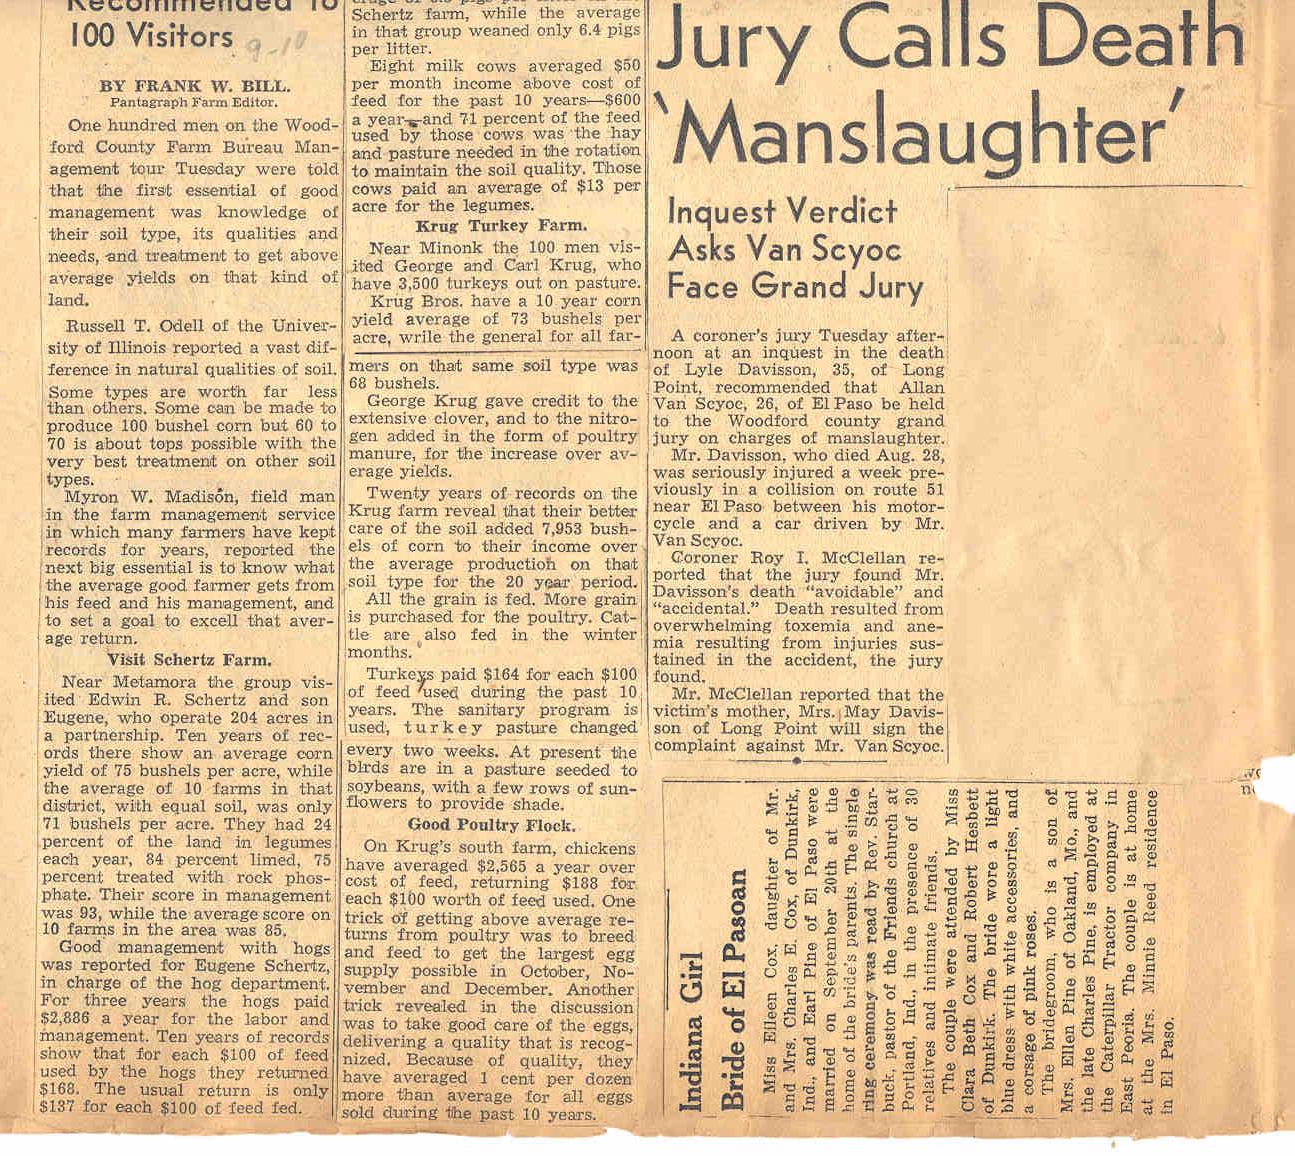 Recommended To
100 Visitors
9-10
BY FRANK W. BILL.
Pantagraph Farm Editor.
One hundred men on the Wood-
ford County Farm Bureau Man-
agement tour Tuesday were told
that the first essential of good
management was knowledge of
their soil type, its qualities and
needs, and treatment to get above
average yields on that kind of
land.
Russell T. Odell of the Univer-
sity of Illinois reported a vast dif-
ference in natural qualities of soil.
Some types are worth far less
than others. Some can be made to
produce 100 bushel corn but 60 to
70 is about tops possible with the
very best treatment on other soil
types.
Myron W. Madison, field man
in the farm management service
in which many farmers have kept
records for years, reported the
next big essential is to know what
the average good farmer gets from
his feed and his management, and
to set a goal to excell that aver-
age return.
Visit Schertz Farm.
Near Metamora the group vis-
ited Edwin R. Schertz and son
Eugene, who operate 204 acres in
a partnership. Ten years of rec-
ords there show an average corn
yield of 75 bushels per acre, while
the average of 10 farms in that
district, with equal soil, was only
71 bushels per acre. They had 24
percent of the land in legumes
each year, 84 percent limed, 75
percent treated with rock phos-
phate. Their score in management
was 93, while the average score on
10 farms in the area was 85.
Good management with hogs
was reported for Eugene Schertz,
in charge of the hog department.
For three years the hogs paid
$2,886 a year for the labor and
management. Ten years of records
show that for each $100 of feed
used by the hogs they returned
$168. The usual return is only
$137 for each $100 of feed fed.
Schertz farm, while the average
in that group weaned only 6.4 pigs
per litter.
Eight milk cows averaged $50
per month income above cost of
feed for the past 10 years—$600
a year—and 71 percent of the feed
used by those cows was the hay
and pasture needed in the rotation
to maintain the soil quality. Those
cows paid an average of $13 per
acre for the legumes.
Krug Turkey Farm.
Near Minonk the 100 men vis-
ited George and Carl Krug, who
have 3,500 turkeys out on pasture.
Krug Bros. have a 10 year corn
yield average of 73 bushels per
acre, wrile the general for all far-
mers on that same soil type was
68 bushels.
George Krug gave credit to the
extensive clover, and to the nitro-
gen added in the form of poultry
manure, for the increase over av-
erage yields.
Twenty years of records on the
Krug farm reveal that their better
care of the soil added 7,953 bush-
els of corn to their income over
the average production on that
soil type for the 20 year period.
All the grain is fed. More grain
is purchased for the poultry. Cat-
tle are also fed in the winter
months.
Turkeys paid $164 for each $100
of feed used during the past 10
years. The sanitary program is
used, turkey pasture changed
every two weeks. At present the
birds are in a pasture seeded to
soybeans, with a few rows of sun-
flowers to provide shade.
Good Poultry Flock.
On Krug's south farm, chickens
have averaged $2,565 a year over
cost of feed, returning $188 for
each $100 worth of feed used. One
trick of getting above average re-
turns from poultry was to breed
and feed to get the largest egg
supply possible in October, No-
vember and December. Another
trick revealed in the discussion
was to take good care of the eggs,
delivering a quality that is recog-
nized. Because of quality, they
have averaged 1 cent per dozen
more than average for all eggs
sold during the past 10 years.
Jury Calls Death
'Manslaughter'
Inquest Verdict
Asks Van Scyoc
Face Grand Jury
A coroner's jury Tuesday after-
noon at an inquest in the death
of Lyle Davisson, 35, of Long
Point, recommended that Allan
Van Scyoc, 26, of El Paso be held
to the Woodford county grand
jury on charges of manslaughter.
Mr. Davisson, who died Aug. 28,
was seriously injured a week pre-
viously in a collision on route 51
near El Paso between his motor-
cycle and a car driven by Mr.
Van Scyoc.
Coroner Roy I. McClellan re-
ported that the jury found Mr.
Davisson's death "avoidable" and
"accidental." Death resulted from
overwhelming toxemia and ane-
mia resulting from injuries sus-
tained in the accident, the jury
found.
Mr. McClellan reported that the
victim's mother, Mrs. May Davis-
son of Long Point will sign the
complaint against Mr. Van Scyoc.
Indiana Girl
Bride of El Pasoan
Miss Eileen Cox, daughter of Mr.
and Mrs. Charles E. Cox, of Dunkirk,
Ind., and Earl Pine of El Paso were
married on September 20th at the
home of the bride's parents. The single
ring ceremony was read by Rev. Star-
buck, pastor of the Friends church at
Portland, Ind., in the presence of 30
relatives and intimate friends.
The couple were attended by Miss
Clara Beth Cox and Robert Hesbett
of Dunkirk. The bride wore a light
blue dress with white accessories, and
a corsage of pink roses.
The bridegroom, who is a son of
Mrs. Ellen Pine of Oakland, Mo., and
the late Charles Pine, is employed at
the Caterpillar Tractor company in
East Peoria. The couple is at home
at the Mrs. Minnie Reed residence
in El Paso.